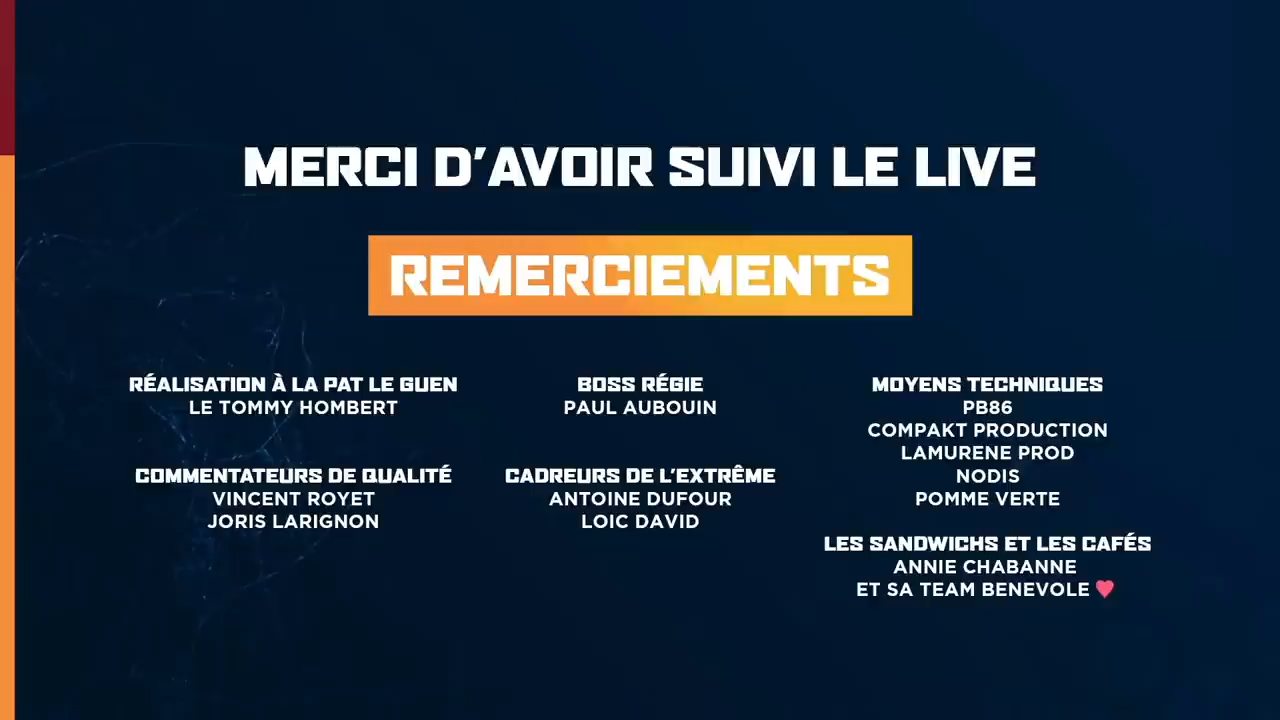 MERCI D'AVOIR SUIVI LE LIVE
REMERCIEMENTS
RÉALISATION À LA PAT LE GUEN
LE TOMMY HOMBERT
COMMENTATEURS DE QUALITÉ
VINCENT ROYET
JORIS LARIGNON
BOSS RÉGIE
PAUL AUBOUIN
CADREURS DE L'EXTRÊME
ANTOINE DUFOUR
LOIC DAVID
MOYENS TECHNIQUES
PB86
COMPAKT PRODUCTION
LAMURENE PROD
NODIS
POMME VERTE
LES SANDWICHS ET LES CAFÉS
ANNIE CHABANNE
ET SA TEAM BENEVOLE ♥